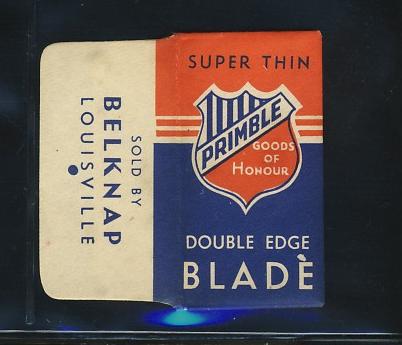 SUPER THIN
PRIMBLE
GOODS
OF
HONOUR
DOUBLE EDGE
BLADÈ
SOLD BY
BELKNAP
LOUISVILLE